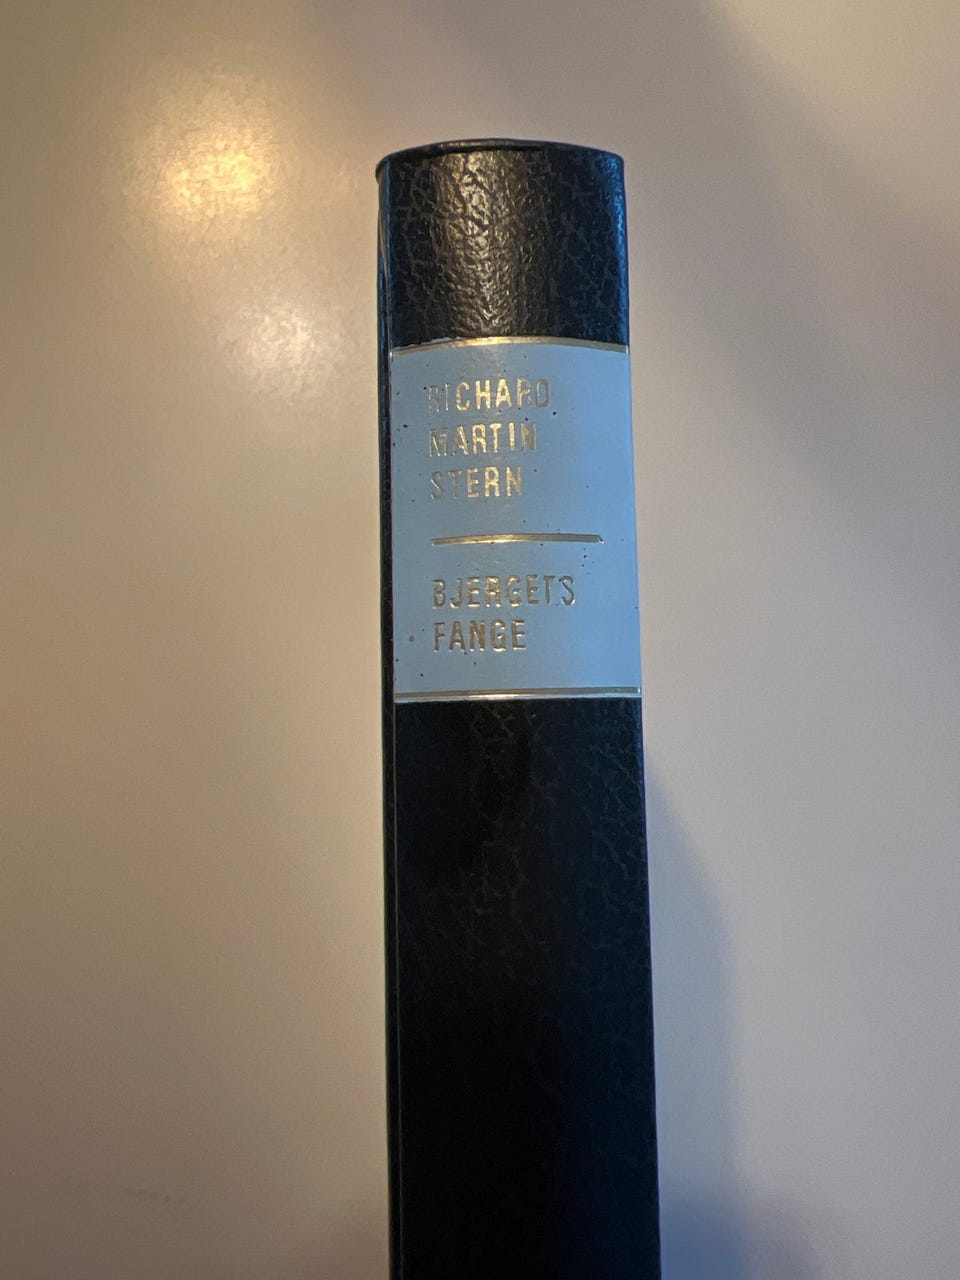 RICHARD
MARTIN
STERN
BJERGETS
FANGE